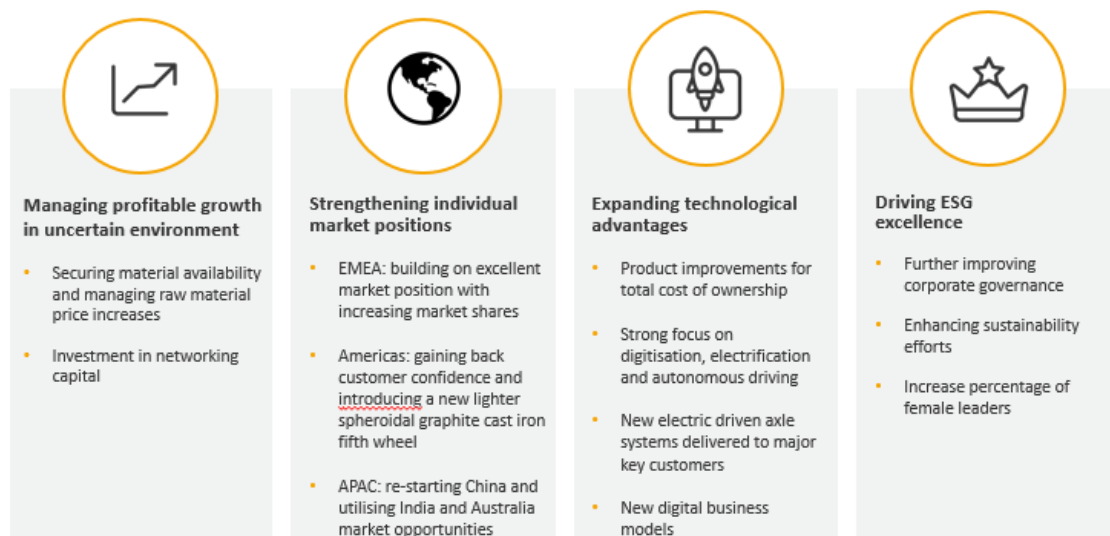 Managing profitable growth
in uncertain environment
Securing material availability
and managing raw material
price increases
Investment in networking
capital
Strengthening individual
market positions
EMEA: building on excellent
market position with
increasing market shares
Americas: gaining back
customer confidence and
introducing a new lighter
spheroidal graphite cast iron
fifth wheel
APAC: re-starting China and
utilising India and Australia
market opportunities
Expanding technological
advantages
Product improvements for
total cost of ownership
Strong focus on
digitisation, electrification
and autonomous driving
New electric driven axle
systems delivered to major
key customers
New digital business
models
Driving ESG
excellence
Further improving
corporate governance
Enhancing sustainability
efforts
Increase percentage of
female leaders